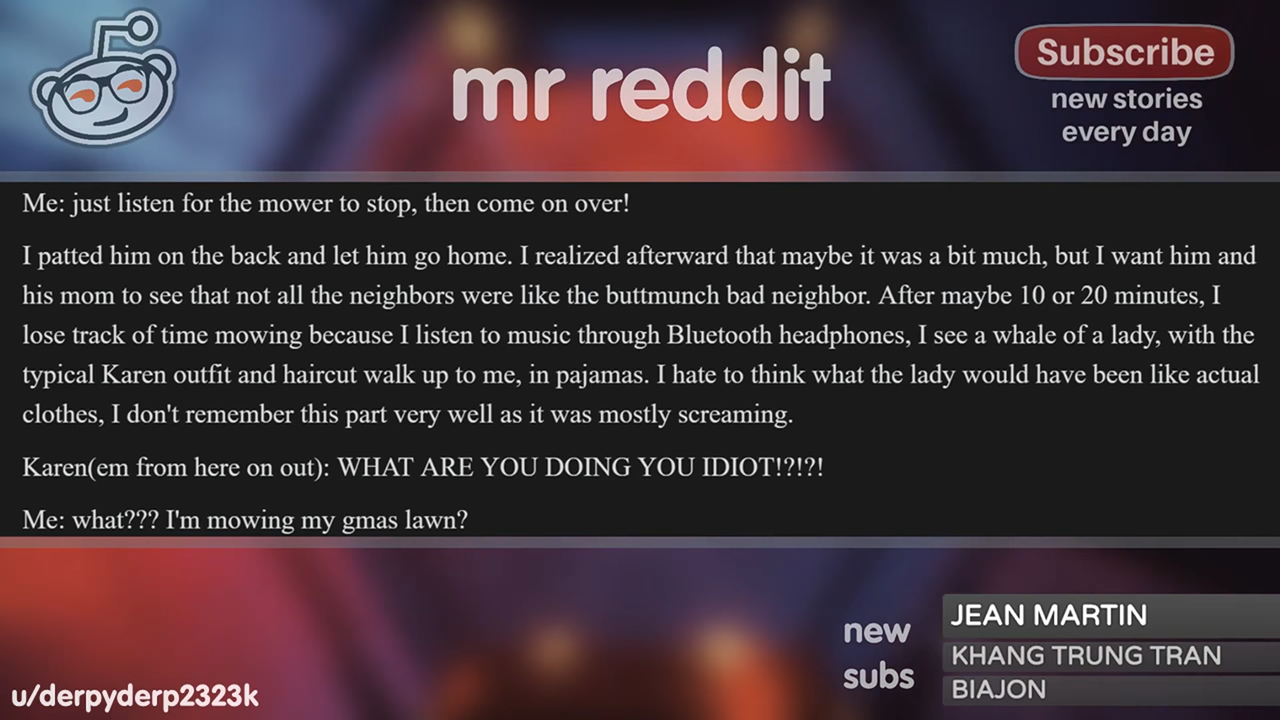 mr reddit
Subscribe
new stories
every day
Me: just listen for the mower to stop, then come on over!
I patted him on the back and let him go home. I realized afterward that maybe it was a bit much, but I want him and
his mom to see that not all the neighbors were like the buttmunch bad neighbor. After maybe 10 or 20 minutes, I
lose track of time mowing because I listen to music through Bluetooth headphones, I see a whale of a lady, with the
typical Karen outfit and haircut walk up to me, in pajamas. I hate to think what the lady would have been like actual
clothes, I don't remember this part very well as it was mostly screaming.
Karen(em from here on out): WHAT ARE YOU DOING YOU IDIOT!?!?!
Me: what??? I'm mowing my gmas lawn?
new
subs
JEAN MARTIN
KHANG TRUNG TRAN
BIAJON
u/derpyderp2323k